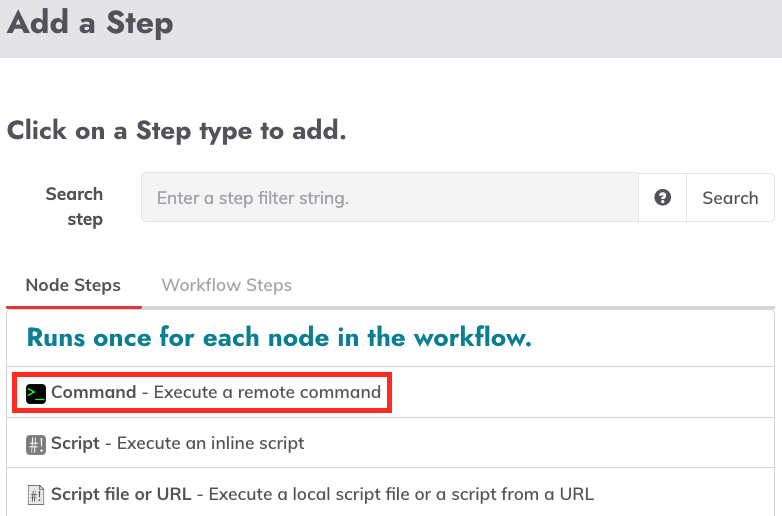 Add a Step
Click on a Step type to add.
Search
step
Enter a step filter string.
?
Search
Node Steps
Workflow Steps
Runs once for each node in the workflow.
>_ Command - Execute a remote command
#! Script - Execute an inline script
#! Script file or URL - Execute a local script file or a script from a URL